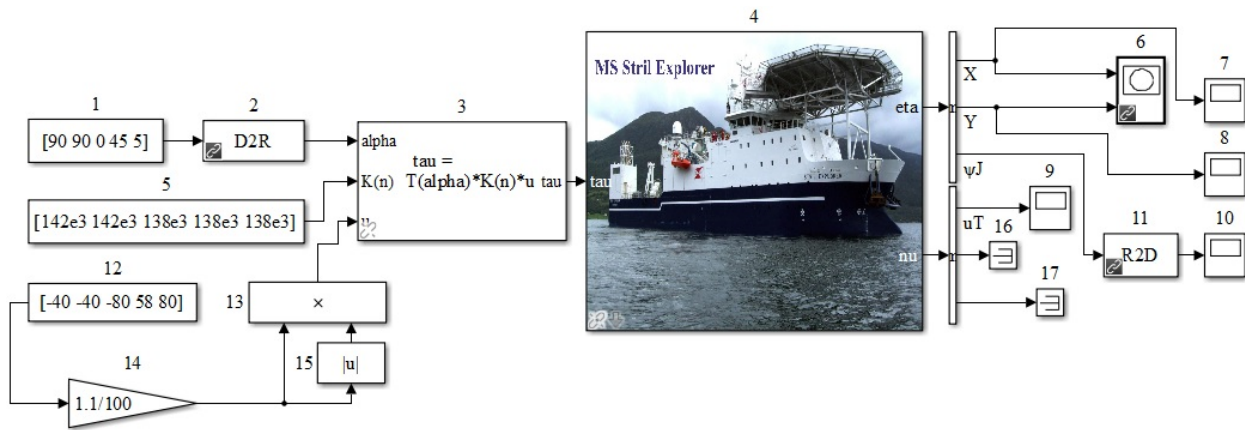 4
MS Stril Explorer
6
7
X
eta
Y
1
2
3
8
[90 90 0 45 5]
D2R
alpha
tau =
T(alpha)*K(n)*u
K(n)
tau
tau
ψJ
9
5
[142e3 142e3 138e3 138e3 138e3]
u
uT
16
11
10
nu
R2D
12
[-40 -40 -80 58 80]
13
×
17
14
15
|u|
1.1/100